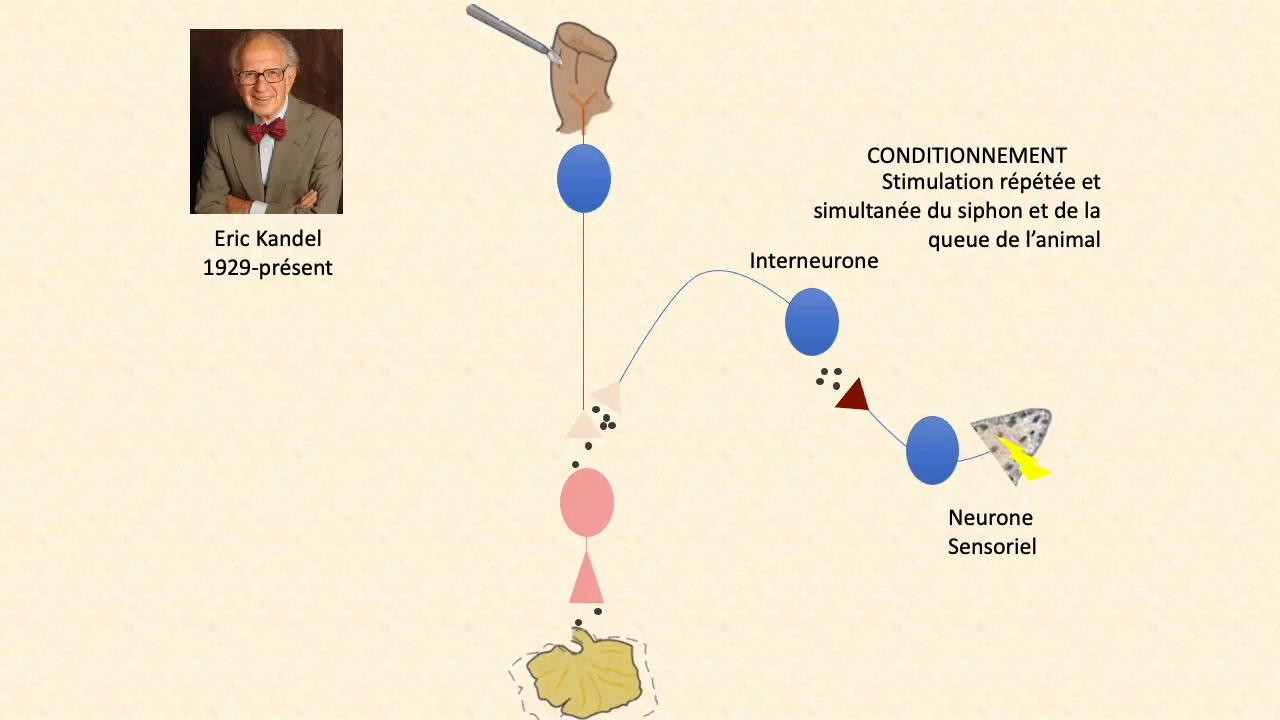 Eric Kandel
1929-présent
CONDITIONNEMENT
Stimulation répétée et
simultanée du siphon et de la
queue de l’animal
Interneurone
Neurone
Sensoriel